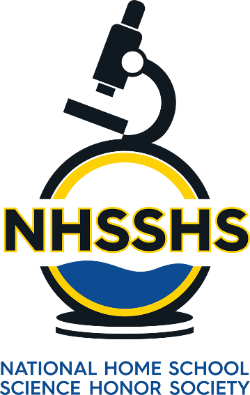 NHSSHS
NATIONAL HOME SCHOOL
SCIENCE HONOR SOCIETY